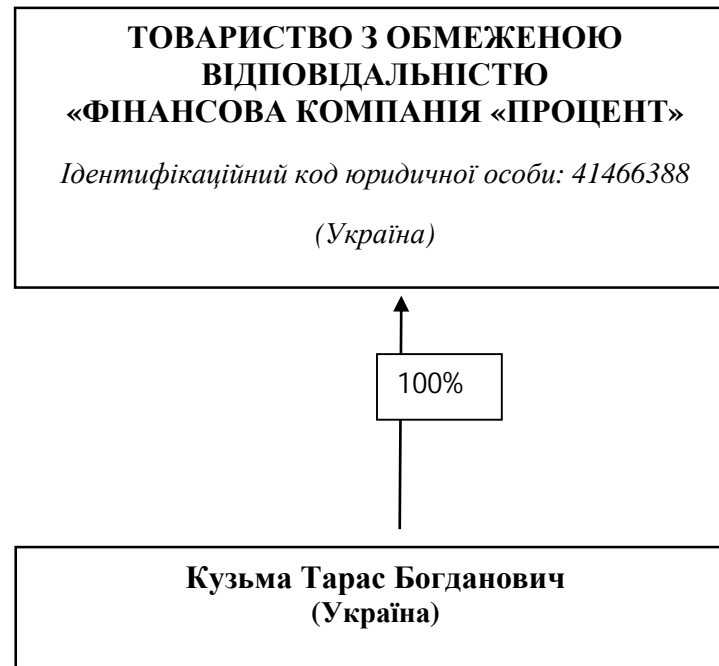 ТОВАРИСТВО З ОБМЕЖЕНОЮ
ВІДПОВІДАЛЬНІСТЮ
«ФІНАНСОВА КОМПАНІЯ «ПРОЦЕНТ»
Ідентифікаційний код юридичної особи: 41466388
(Україна)
100%
Кузьма Тарас Богданович
(Україна)